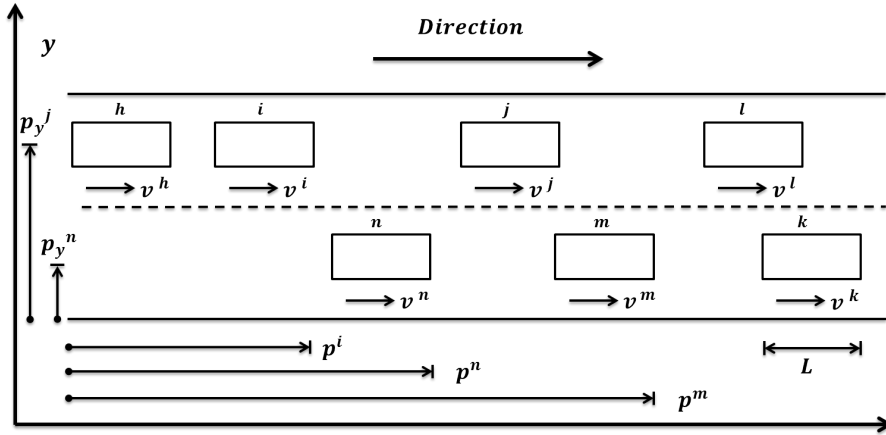 Direction
y
h i j l
p_y^j
v^h v^i v^j v^l
n m k
p_y^n
v^n v^m v^k
p^i
p^n
L
p^m